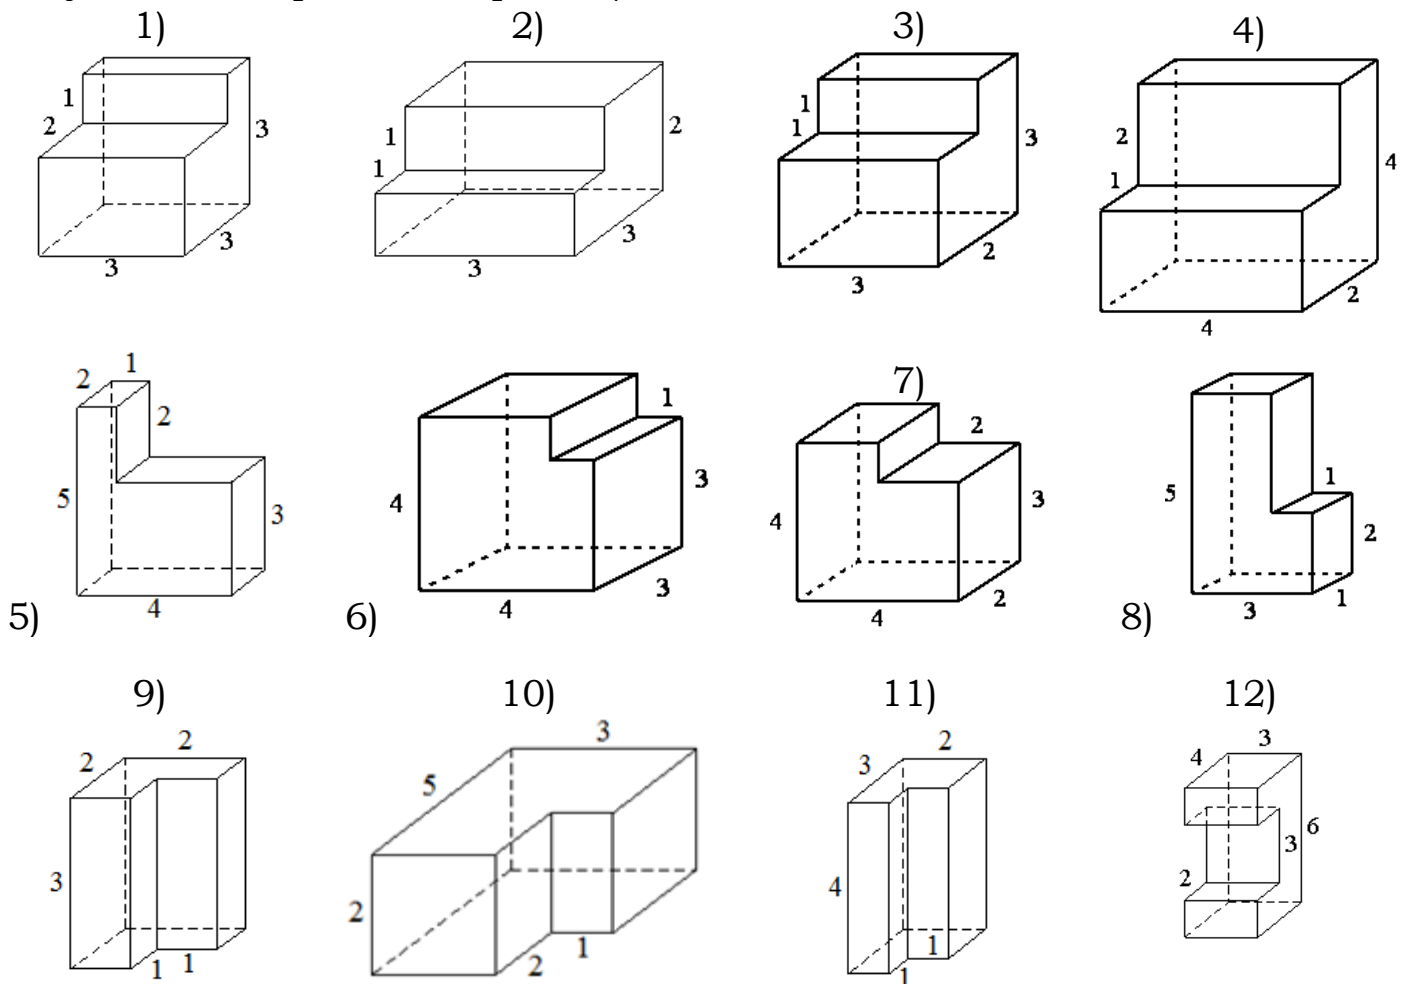 1) 2) 3) 4)
1 2 3 3 3
1 1 2 3 3
1 1 3 2 3
2 1 4 2 4
2 1 2 5 3 4
5)
4 1 3 3 4
6)
7)
2 4 3 2 4
5 1 2 1 3
8)
9) 10) 11) 12)
2 2 3 1 1
3 5 2 2 1
2 3 4 1 1
3 4 6 3 2